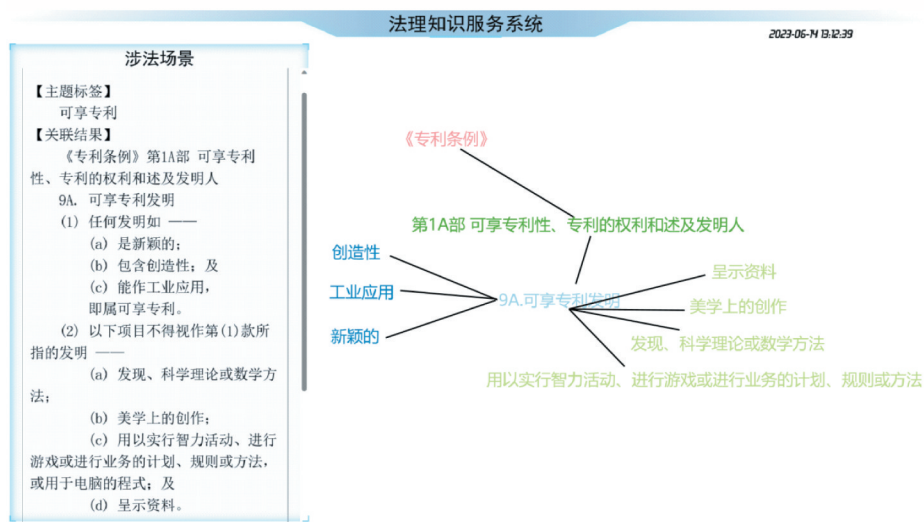 法理知识服务系统
2023-06-14 13:12:39
涉法场景
【主题标签】
可享专利
【关联结果】
《专利条例》第1A部 可享专利
性、专利的权利和述及发明人
9A. 可享专利发明
(1) 任何发明如 ——
(a) 是新颖的;
(b) 包含创造性; 及
(c) 能作工业应用,
即属可享专利。
(2) 以下项目不得视作第(1)款所
指的发明 ——
(a) 发现、科学理论或数学方
法;
(b) 美学上的创作;
(c) 用以实行智力活动、进行
游戏或进行业务的计划、规则或方法,
或用于电脑的程式; 及
(d) 呈示资料。
《专利条例》
第1A部 可享专利性、专利的权利和述及发明人
创造性
工业应用
新颖的
9A.可享专利发明
呈示资料
美学上的创作
发现、科学理论或数学方法
用以实行智力活动、进行游戏或进行业务的计划、规则或方法